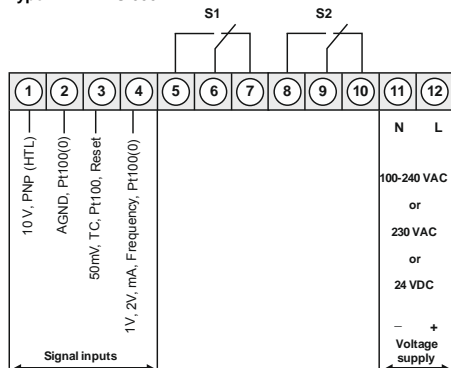 S1 S2
1 2 3 4 5 6 7 8 9 10 11 12
10 V, PNP (HTL)
AGND, Pt100(0)
50mV, TC, Pt100, Reset
1V, 2V, mA, Frequency, Pt100(0)
N L
100-240 VAC
or
230 VAC
or
24 VDC
– +
Voltage
supply
Signal inputs